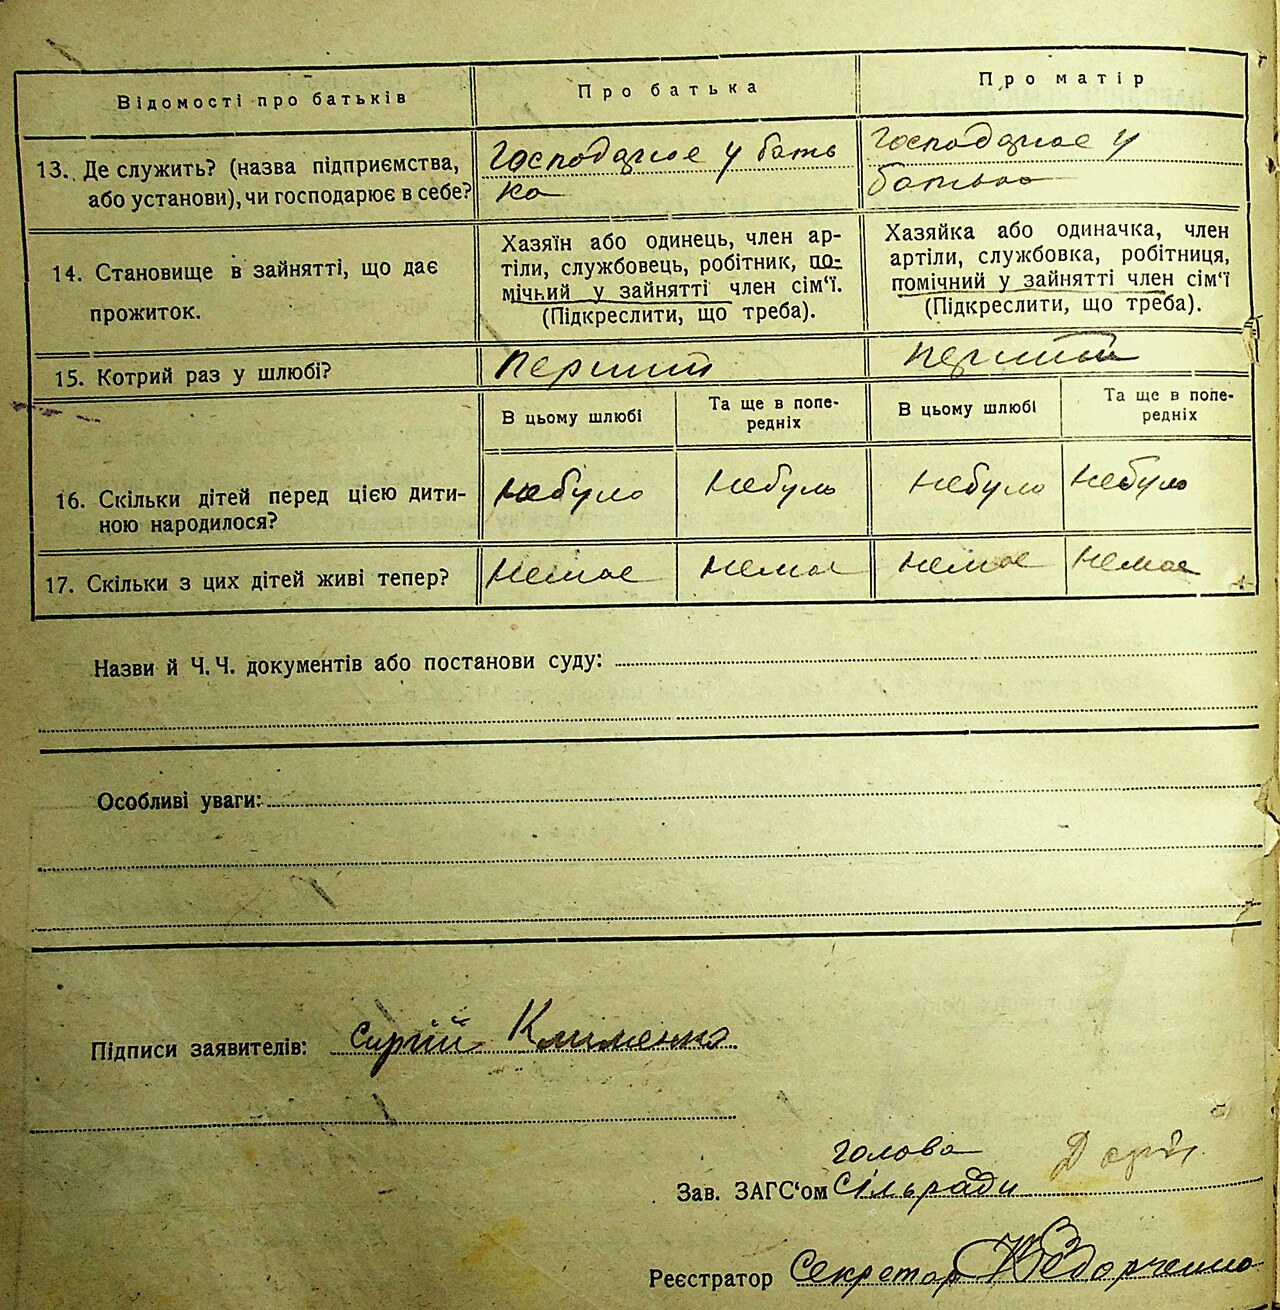 Відомості про батьків
Про батька
Про матір
13. Де служить? (назва підприємства,
або установи), чи господарює в себе?
Господарює у бать
ка
Господарює у
батька
14. Становище в зайнятті, що дає
прожиток.
Хазяїн або одинець, член ар-
тілі, службовець, робітник, по-
мічьий у зайнятті член сім'ї.
(Підкреслити, що треба).
Хазяйка або одиначка, член
артілі, службовка, робітниця,
помічний у зайнятті член сім'ї
(Підкреслити, що треба).
15. Котрий раз у шлюбі?
Перший
Перший
В цьому шлюбі
Та ще в попе-
редніх
В цьому шлюбі
Та ще в попе-
редніх
16. Скільки дітей перед цією дити-
ною народилося?
Небуло
Небуло
Небуло
Небуло
17. Скільки з цих дітей живі тепер?
Немає
Немає
Немає
Немає
Назви й Ч.Ч. документів або постанови суду:
Особливі уваги:
Підписи заявителів: Сиргій Клименко
голова
Зав. ЗАГС'ом Сільради
Реєстратор Секретар Федорченко